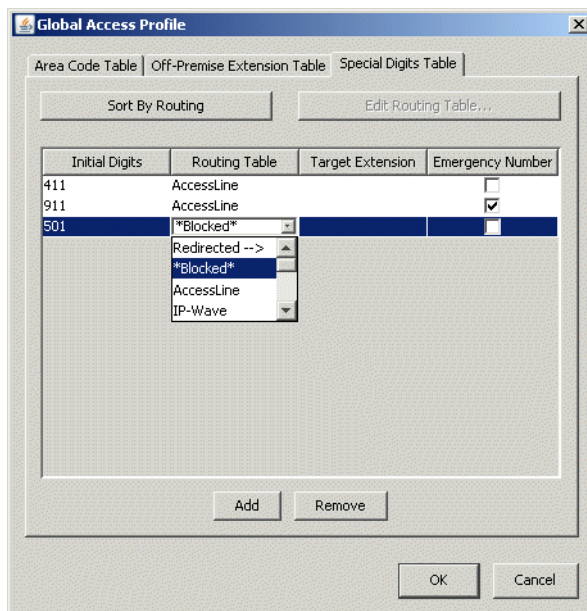 Global Access Profile
Area Code Table Off-Premise Extension Table Special Digits Table
Sort By Routing Edit Routing Table...
Initial Digits Routing Table Target Extension Emergency Number
411 AccessLine
911 AccessLine
501 *Blocked*
Redirected -->
*Blocked*
AccessLine
IP-Wave
Add Remove
OK Cancel